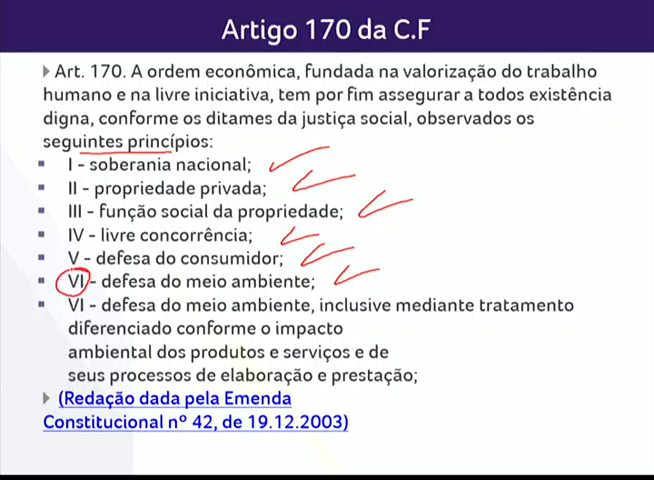 Artigo 170 da C.F
Art. 170. A ordem econômica, fundada na valorização do trabalho
humano e na livre iniciativa, tem por fim assegurar a todos existência
digna, conforme os ditames da justiça social, observados os
seguintes princípios:
I - soberania nacional;
II - propriedade privada;
III - função social da propriedade;
IV - livre concorrência;
V - defesa do consumidor;
VI - defesa do meio ambiente;
VI - defesa do meio ambiente, inclusive mediante tratamento
diferenciado conforme o impacto
ambiental dos produtos e serviços e de
seus processos de elaboração e prestação;
(Redação dada pela Emenda
Constitucional nº 42, de 19.12.2003)